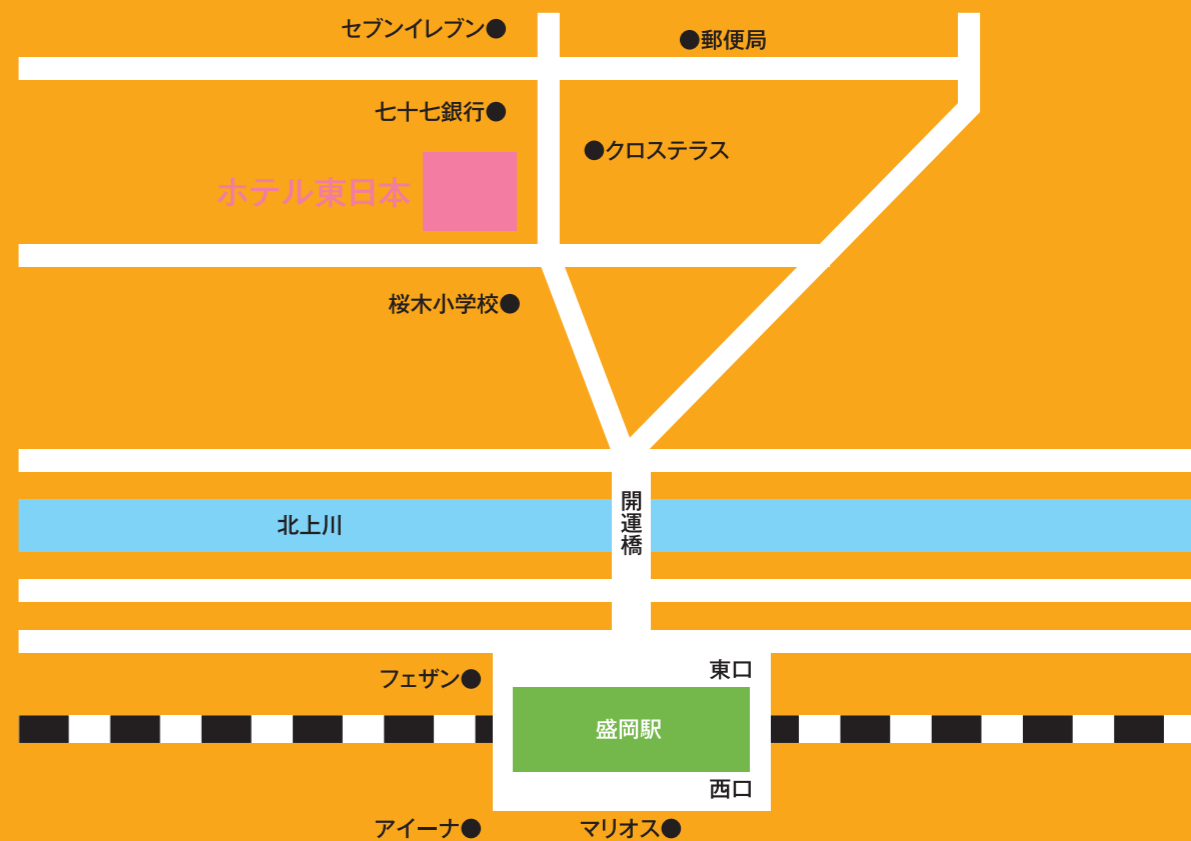 セブンイレブン
郵便局
七十七銀行
クロステラス
ホテル東日本
桜木小学校
開運橋
北上川
東口
フェザン
盛岡駅
西口
アイーナ
マリオス